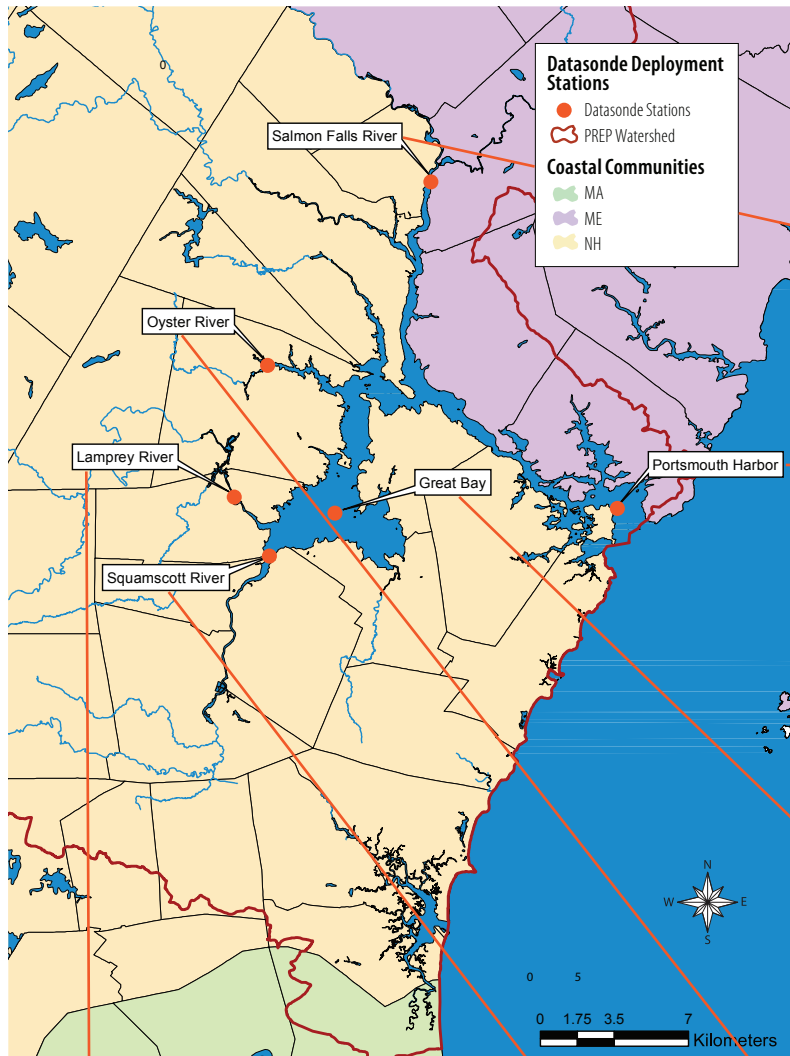 Datasonde Deployment
Stations
Datasonde Stations
PREP Watershed
Coastal Communities
MA
ME
NH
0
Salmon Falls River
Oyster River
Lamprey River
Great Bay
Portsmouth Harbor
Squamscott River
N
W E
S
0 5
0 1.75 3.5 7
Kilometers